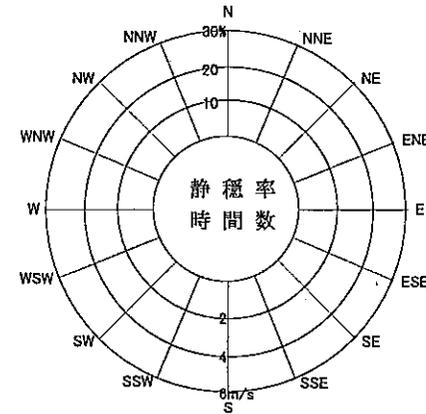 N
30%
NNW
NNE
NW
20
NE
10
WNW
ENE
静穏率
W
時間数
E
WSW
ESE
2
SW
4
SE
SSW
6m/s
SSE
S